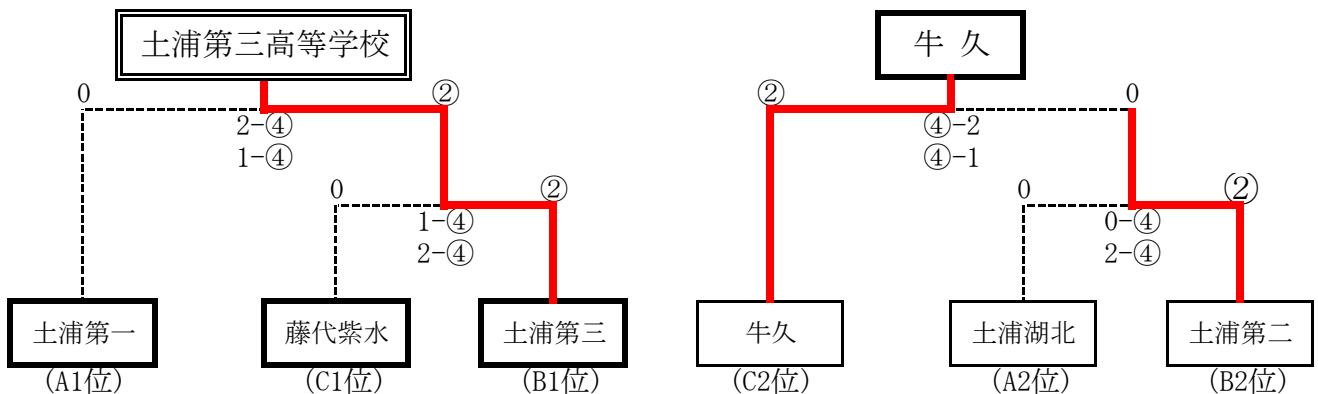 土浦第三高等学校
0
②
2-④
1-④
0
②
1-④
2-④
土浦第一
藤代紫水
土浦第三
(A1位)
(C1位)
(B1位)
牛 久
②
0
④-2
④-1
0
②
0-④
2-④
牛久
土浦湖北
土浦第二
(C2位)
(A2位)
(B2位)